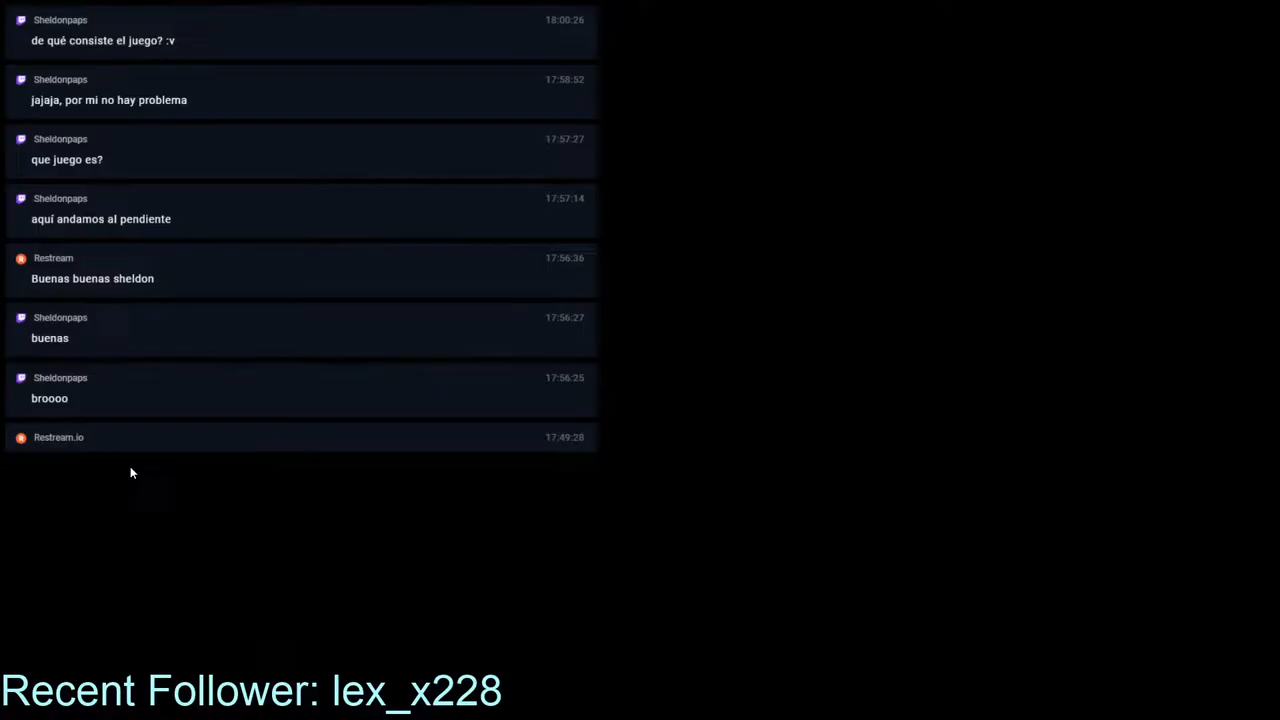 Sheldonpaps 18:00:26
de qué consiste el juego? :v
Sheldonpaps 17:58:52
jajaja, por mi no hay problema
Sheldonpaps 17:57:27
que juego es?
Sheldonpaps 17:57:14
aquí andamos al pendiente
Restream 17:56:36
Buenas buenas sheldon
Sheldonpaps 17:56:27
buenas
Sheldonpaps 17:56:25
broooo
Restream.io 17:49:28
Recent Follower: lex_x228